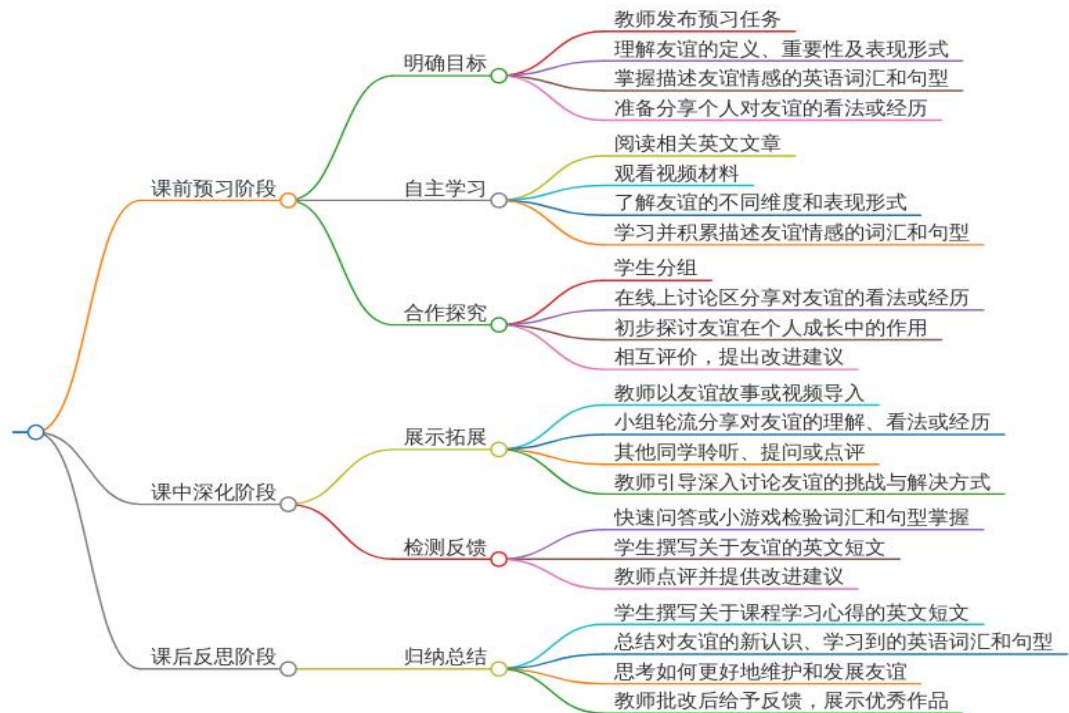 教师发布预习任务
理解友谊的定义、重要性及表现形式
明确目标
掌握描述友谊情感的英语词汇和句型
准备分享个人对友谊的看法或经历
阅读相关英文文章
观看视频材料
课前预习阶段
自主学习
了解友谊的不同维度和表现形式
学习并积累描述友谊情感的词汇和句型
学生分组
在线上讨论区分享对友谊的看法或经历
合作探究
初步探讨友谊在个人成长中的作用
相互评价，提出改进建议
教师以友谊故事或视频导入
小组轮流分享对友谊的理解、看法或经历
展示拓展
其他同学聆听、提问或点评
教师引导深入讨论友谊的挑战与解决方式
课中深化阶段
快速问答或小游戏检验词汇和句型掌握
检测反馈
学生撰写关于友谊的英文短文
教师点评并提供改进建议
学生撰写关于课程学习心得的英文短文
总结对友谊的新认识、学习到的英语词汇和句型
课后反思阶段
归纳总结
思考如何更好地维护和发展友谊
教师批改后给予反馈，展示优秀作品